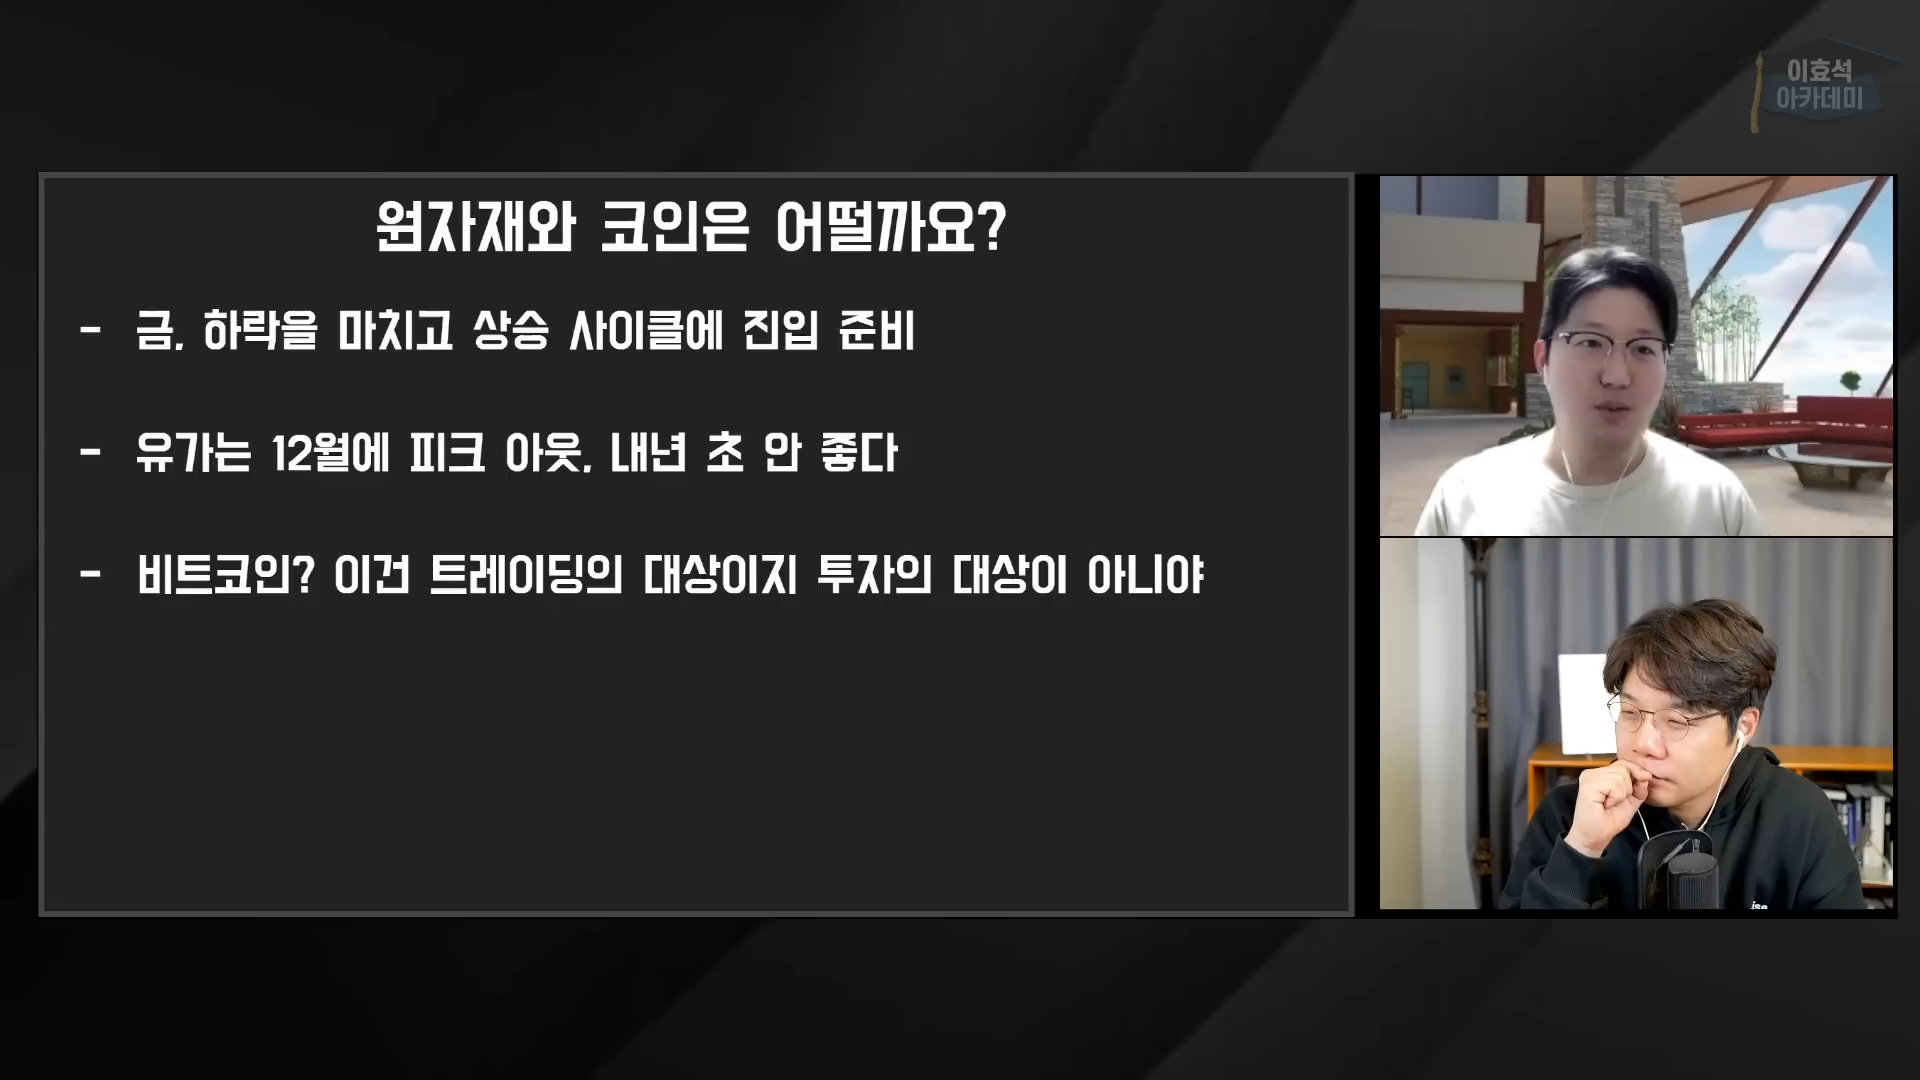 이효석
아카데미
원자재와 코인은 어떨까요?
- 금, 하락을 마치고 상승 사이클에 진입 준비
- 유가는 12월에 피크 아웃, 내년 초 안 좋다
- 비트코인? 이건 트레이딩의 대상이지 투자의 대상이 아니야